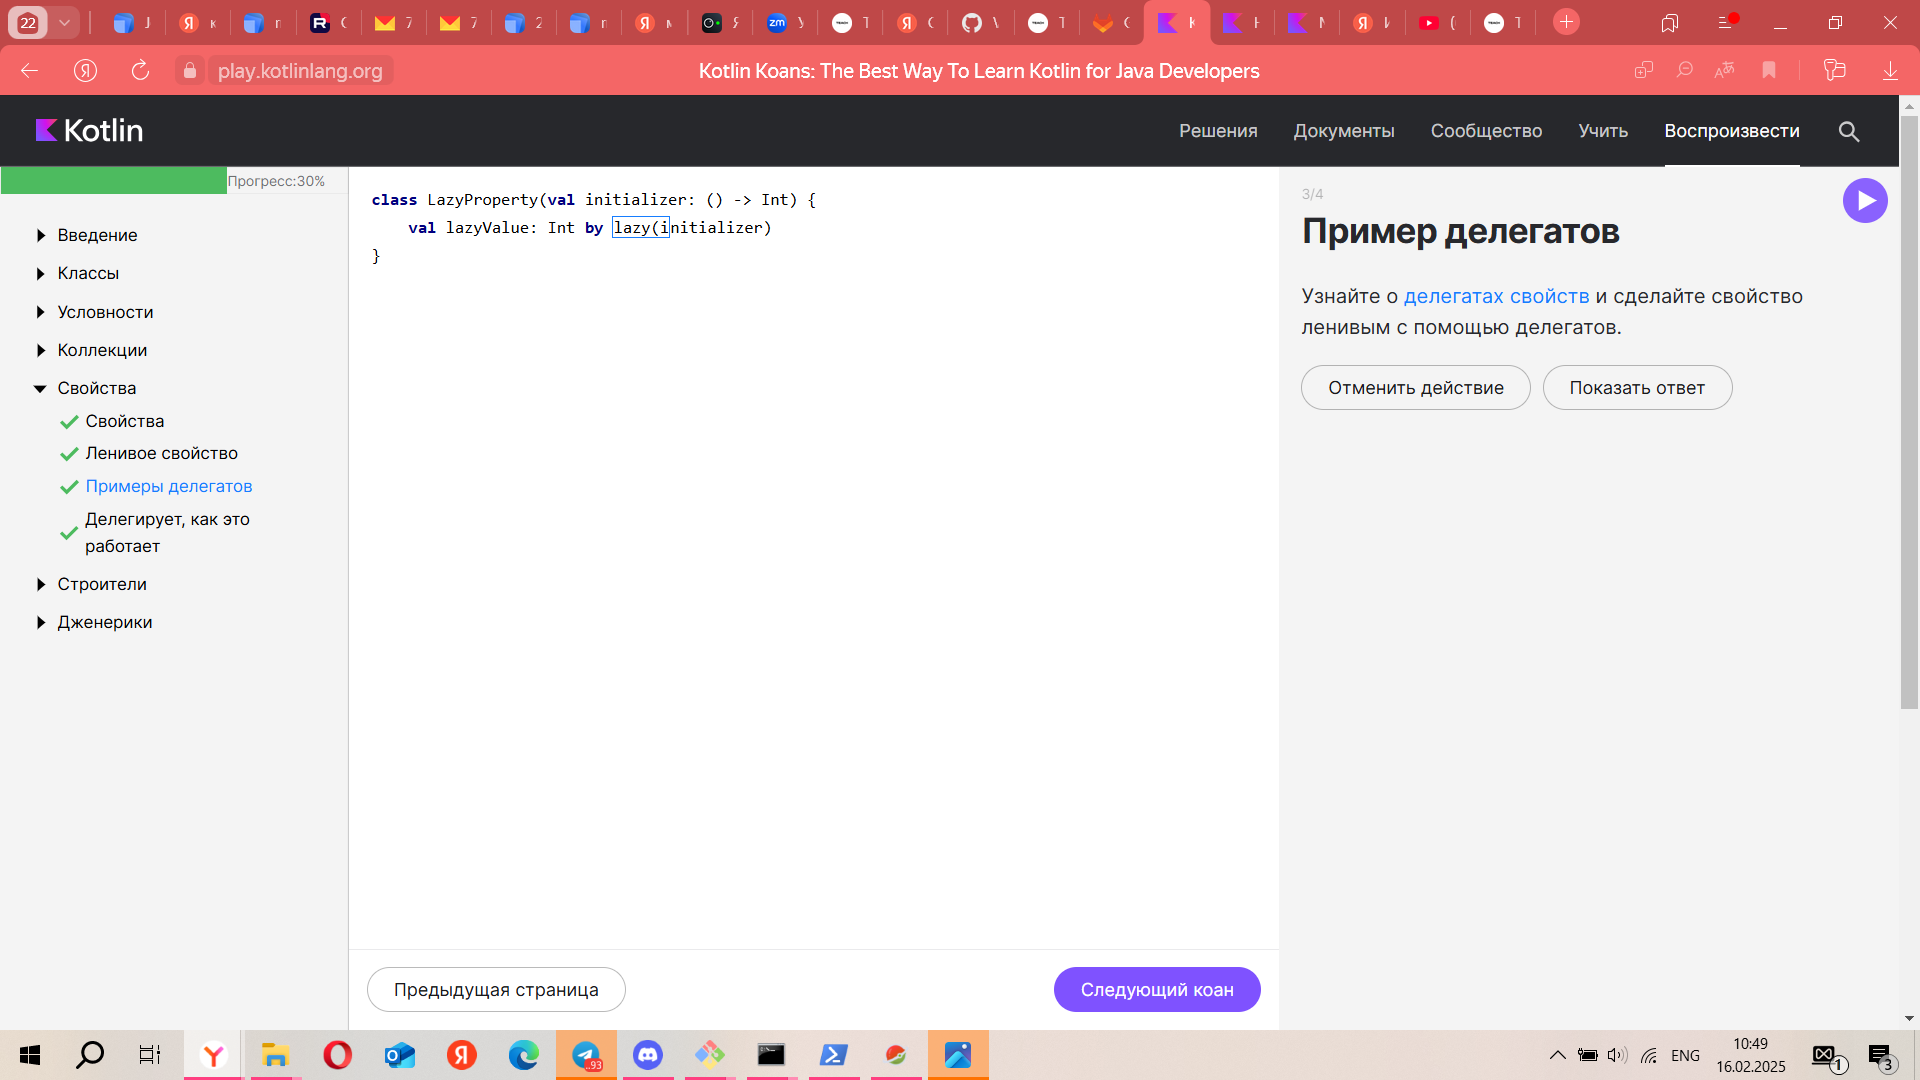 22
play.kotlinlang.org
Kotlin Koans: The Best Way To Learn Kotlin for Java Developers
Kotlin
Решения
Документы
Сообщество
Учить
Воспроизвести
Прогресс:30%
Введение
Классы
Условности
Коллекции
Свойства
Свойства
Ленивое свойство
Примеры делегатов
Делегирует, как это
работает
Строители
Дженерики
class LazyProperty(val initializer: () -> Int) {
val lazyValue: Int by lazy(initializer)
}
3/4
Пример делегатов
Узнайте о делегатах свойств и сделайте свойство
ленивым с помощью делегатов.
Отменить действие
Показать ответ
Предыдущая страница
Следующий коан
ENG
10:49
16.02.2025
1
3